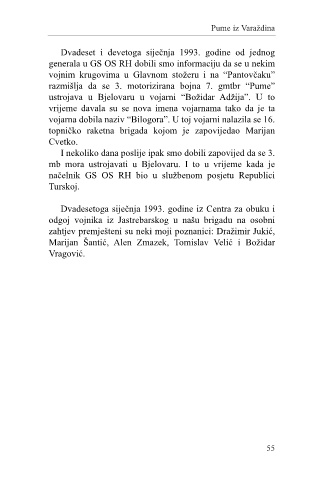 Pume iz Varaždina
Dvadeset i devetoga siječnja 1993. godine od jednog
generala u GS OS RH dobili smo informaciju da se u nekim
vojnim krugovima u Glavnom stožeru i na “Pantovčaku”
razmišlja da se 3. motorizirana bojna 7. gmtbr “Pume”
ustrojava u Bjelovaru u vojarni “Božidar Adžija”. U to
vrijeme davala su se nova imena vojarnama tako da je ta
vojarna dobila naziv “Bilogora”. U toj vojarni nalazila se 16.
topničko raketna brigada kojom je zapovijedao Marijan
Cvetko.
I nekoliko dana poslije ipak smo dobili zapovijed da se 3.
mb mora ustrojavati u Bjelovaru. I to u vrijeme kada je
načelnik GS OS RH bio u službenom posjetu Republici
Turskoj.
Dvadesetoga siječnja 1993. godine iz Centra za obuku i
odgoj vojnika iz Jastrebarskog u našu brigadu na osobni
zahtjev premješteni su neki moji poznanici: Dražimir Jukić,
Marijan Šantić, Alen Zmazek, Tomislav Velić i Božidar
Vragović.
55